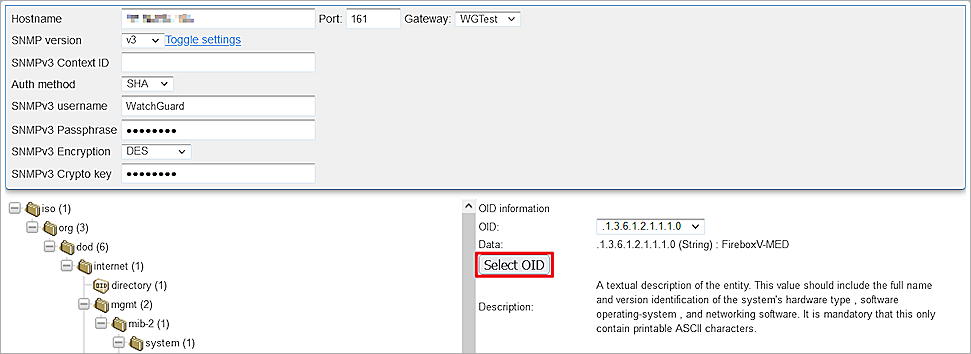 Hostname Port: 161 Gateway: WGTest
SNMP version v3 Toggle settings
SNMPv3 Context ID
Auth method SHA
SNMPv3 username WatchGuard
SNMPv3 Passphrase ••••••••
SNMPv3 Encryption DES
SNMPv3 Crypto key ••••••••
iso (1)
org (3)
dod (6)
internet (1)
OID directory (1)
mgmt (2)
mib-2 (1)
system (1)
OID information
OID: .1.3.6.1.2.1.1.1.0
Data: .1.3.6.1.2.1.1.1.0 (String) : FireboxV-MED
Select OID
Description:
A textual description of the entity. This value should include the full name
and version identification of the system's hardware type , software
operating-system , and networking software. It is mandatory that this only
contain printable ASCII characters.